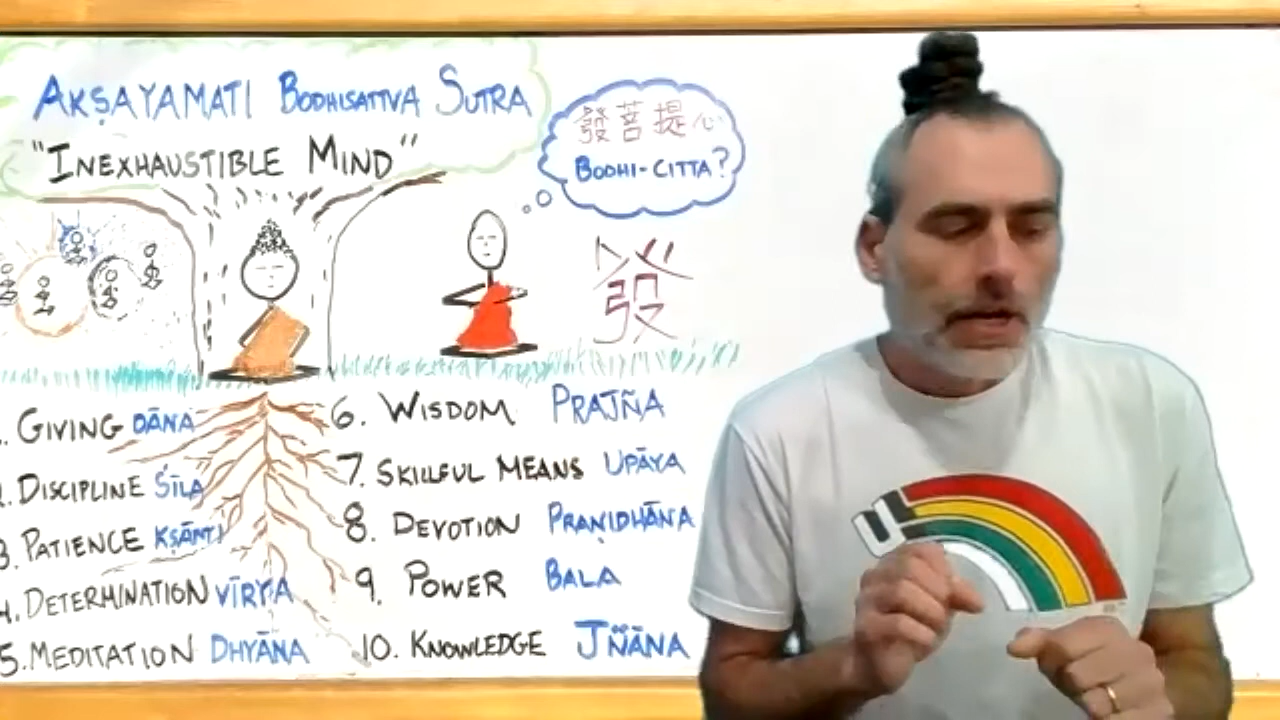 AKṢAYAMATI BODHISATTVA SUTRA
"INEXHAUSTIBLE MIND"
發菩提心
BODHI-CITTA?
發
GIVING DĀNA
DISCIPLINE ŚĪLA
3. PATIENCE KṢĀNTI
4. DETERMINATION VĪRYA
5. MEDITATION DHYĀNA
6. WISDOM PRAJÑA
7. SKILLFUL MEANS UPĀYA
8. DEVOTION PRAṆIDHĀNA
9. POWER BALA
10. KNOWLEDGE JÑĀNA